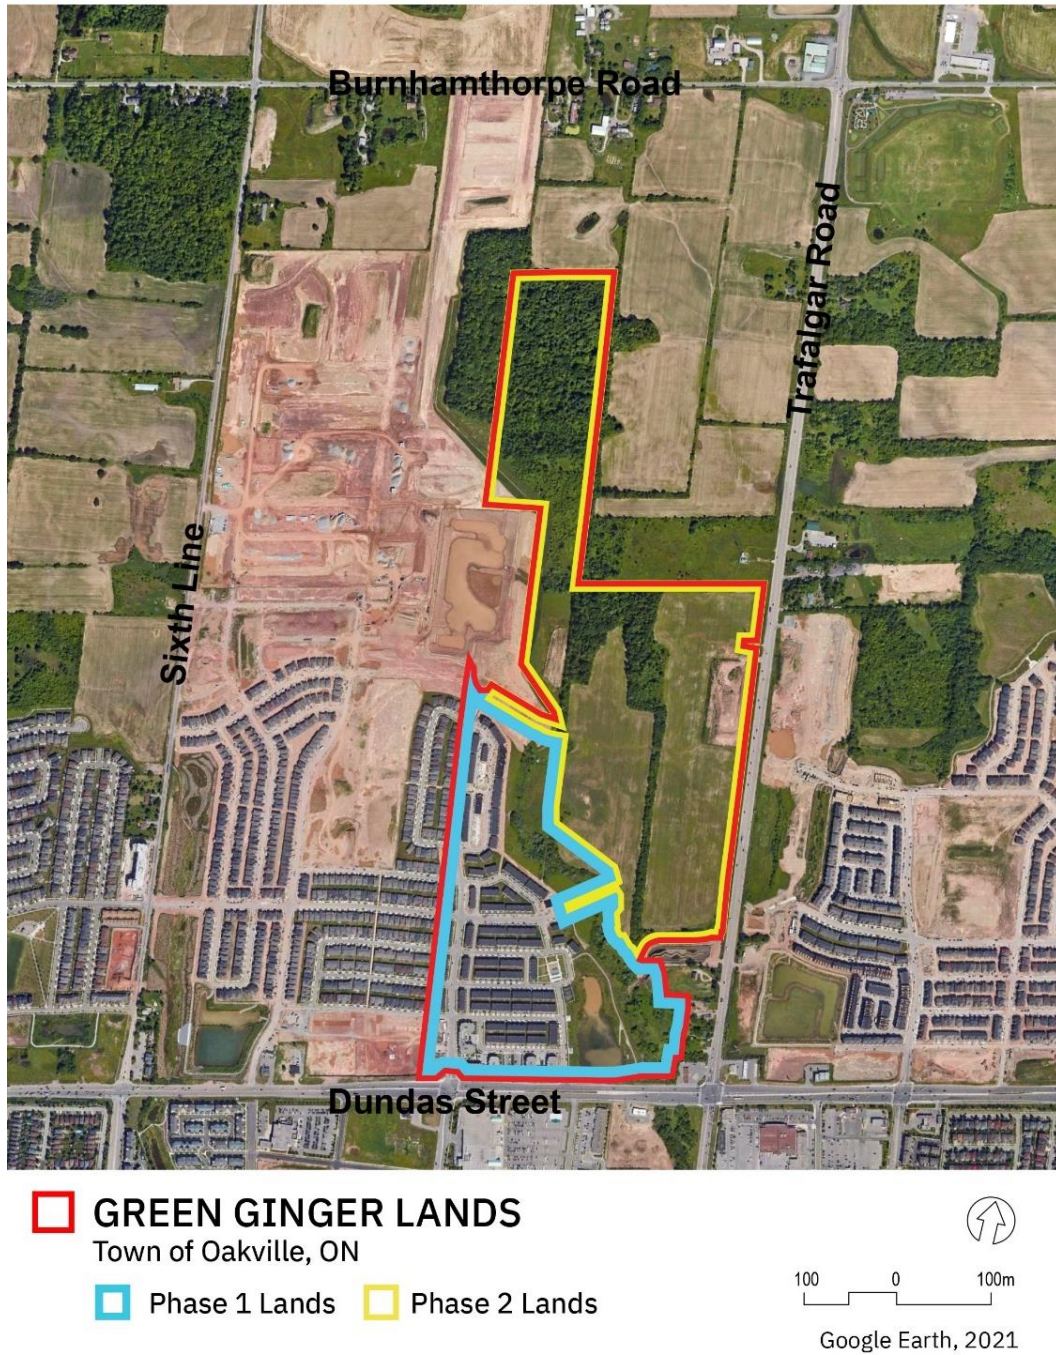 Burnhamthorpe Road
Trafalgar Road
Sixth Line
Dundas Street
GREEN GINGER LANDS
Town of Oakville, ON
Phase 1 Lands
Phase 2 Lands
100 0 100m
Google Earth, 2021